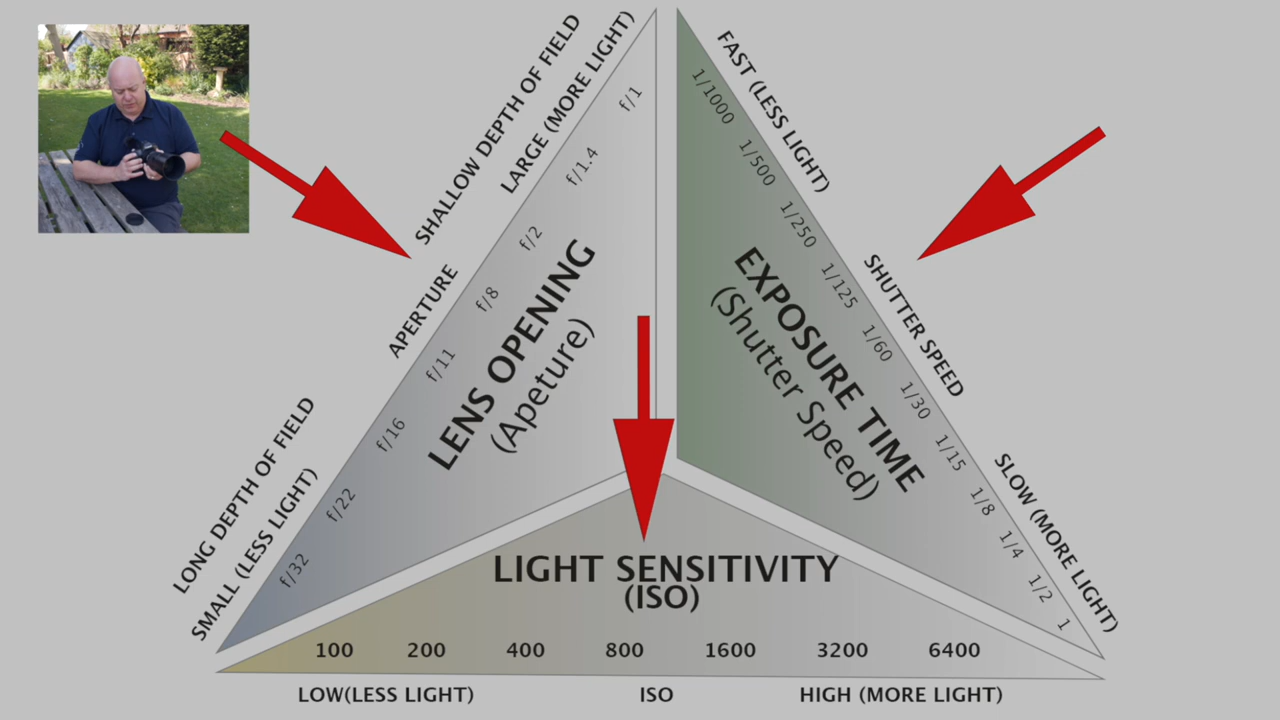 SHALLOW DEPTH OF FIELD
LARGE (MORE LIGHT)
APERTURE
LONG DEPTH OF FIELD
SMALL (LESS LIGHT)
f/1
f/1.4
f/2
f/8
f/11
f/16
f/22
f/32
LENS OPENING
(Apeture)
FAST (LESS LIGHT)
SHUTTER SPEED
SLOW (MORE LIGHT)
1/1000
1/500
1/250
1/125
1/60
1/30
1/15
1/8
1/4
1/2
1
EXPOSURE TIME
(Shutter Speed)
LIGHT SENSITIVITY
(ISO)
100 200 400 800 1600 3200 6400
LOW(LESS LIGHT) ISO HIGH (MORE LIGHT)